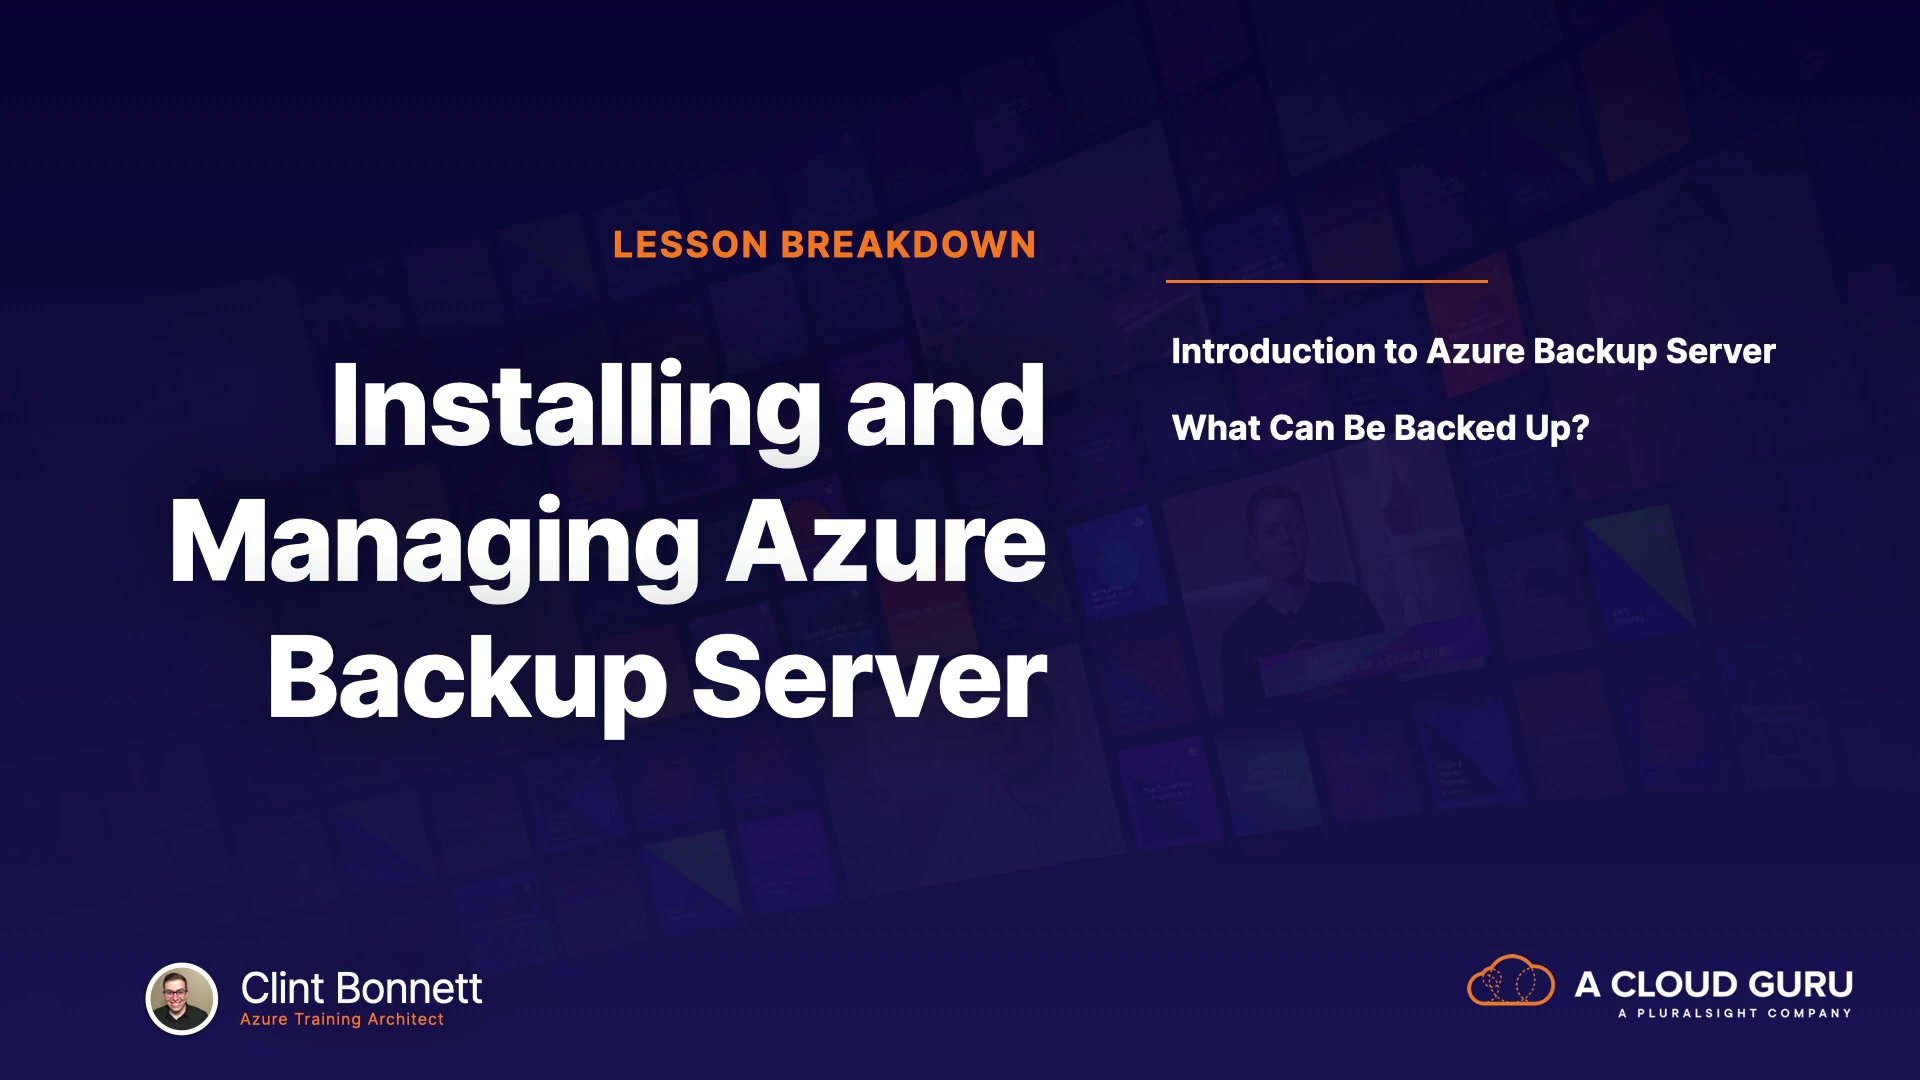 LESSON BREAKDOWN
Installing and
Managing Azure
Backup Server
Introduction to Azure Backup Server
What Can Be Backed Up?
Clint Bonnett
Azure Training Architect
A CLOUD GURU
A PLURALSIGHT COMPANY